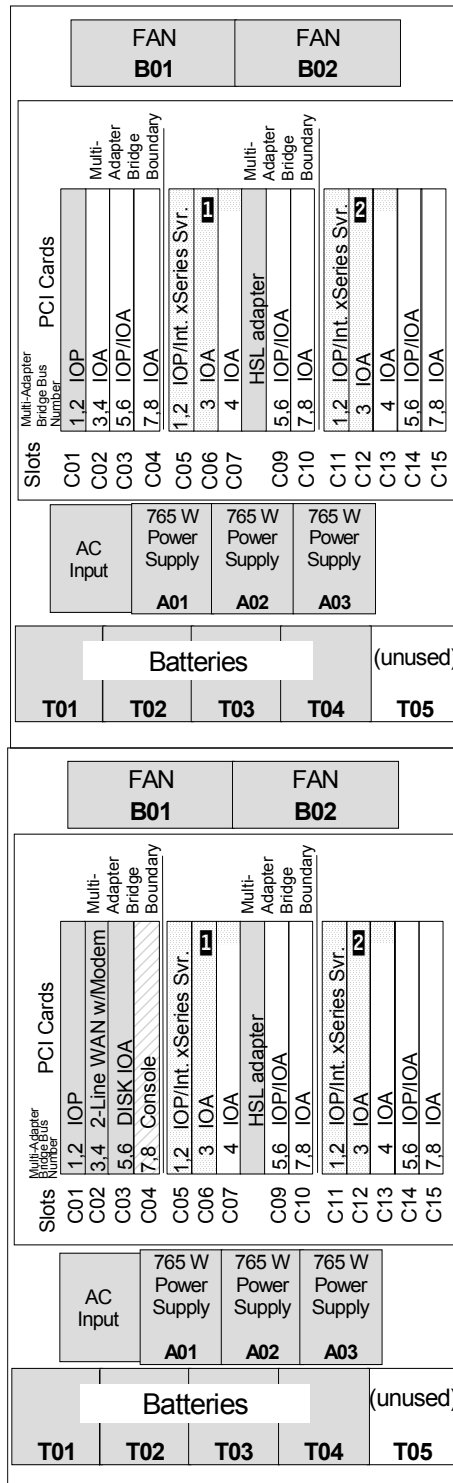 FAN
B01
FAN
B02
Multi-
Adapter
Bridge
Boundary
Multi-
Adapter
Bridge
Boundary
PCI Cards
Multi-Adapter
Bridge Bus
Number
Slots
C01 1,2 IOP
C02 3,4 IOA
C03 5,6 IOP/IOA
C04 7,8 IOA
C05 1,2 IOP/Int. xSeries Svr.
C06 3 IOA 1
C07 4 IOA
HSL adapter
C09 5,6 IOP/IOA
C10 7,8 IOA
C11 1,2 IOP/Int. xSeries Svr.
C12 3 IOA 2
C13 4 IOA
C14 5,6 IOP/IOA
C15 7,8 IOA
AC
Input
765 W
Power
Supply
A01
765 W
Power
Supply
A02
765 W
Power
Supply
A03
Batteries
(unused)
T01 T02 T03 T04 T05
FAN
B01
FAN
B02
Multi-
Adapter
Bridge
Boundary
Multi-
Adapter
Bridge
Boundary
PCI Cards
Multi-Adapter
Bridge Bus
Number
Slots
C01 1,2 IOP
C02 3,4 2-Line WAN w/Modem
C03 5,6 DISK IOA
C04 7,8 Console
C05 1,2 IOP/Int. xSeries Svr.
C06 3 IOA 1
C07 4 IOA
HSL adapter
C09 5,6 IOP/IOA
C10 7,8 IOA
C11 1,2 IOP/Int. xSeries Svr.
C12 3 IOA 2
C13 4 IOA
C14 5,6 IOP/IOA
C15 7,8 IOA
AC
Input
765 W
Power
Supply
A01
765 W
Power
Supply
A02
765 W
Power
Supply
A03
Batteries
(unused)
T01 T02 T03 T04 T05